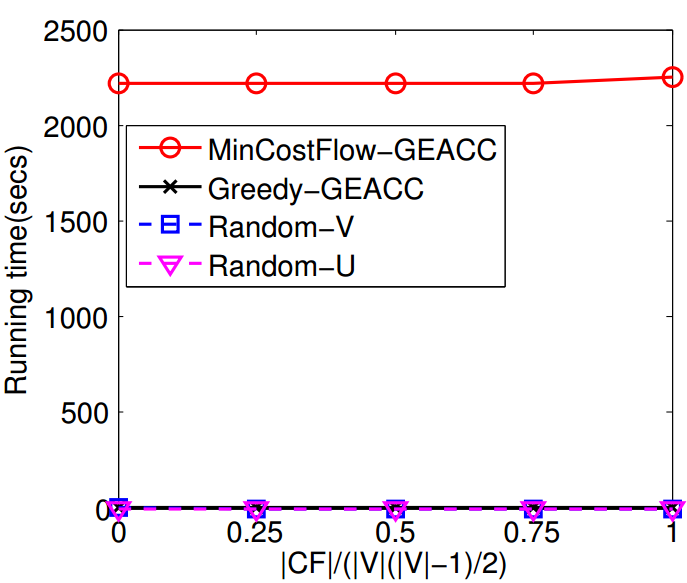 2500
2000
1500
1000
500
0
Running time(secs)
MinCostFlow−GEACC
Greedy−GEACC
Random−V
Random−U
0 0.25 0.5 0.75 1
|CF|/(|V|(|V|−1)/2)